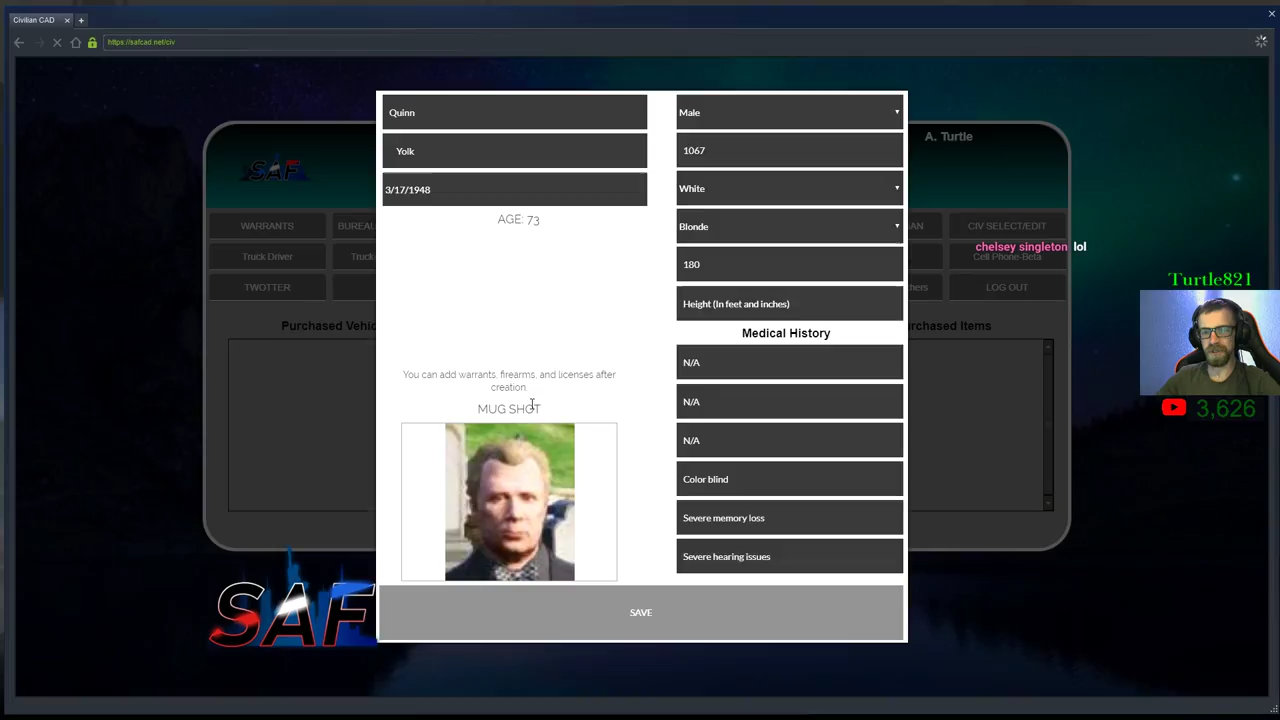 Civilian CAD
https://safcad.net/civ
A. Turtle
SAF
WARRANTS
CIV SELECT/EDIT
Truck Driver
Cell Phone-Beta
TWOTTER
LOG OUT
Quinn
Yolk
3/17/1948
AGE: 73
You can add warrants, firearms, and licenses after
creation.
MUG SHOT
Male
1067
White
Blonde
180
Height (In feet and inches)
Medical History
N/A
N/A
N/A
Color blind
Severe memory loss
Severe hearing issues
SAVE
chelsey singleton lol
Turtle821
3,626
SAF